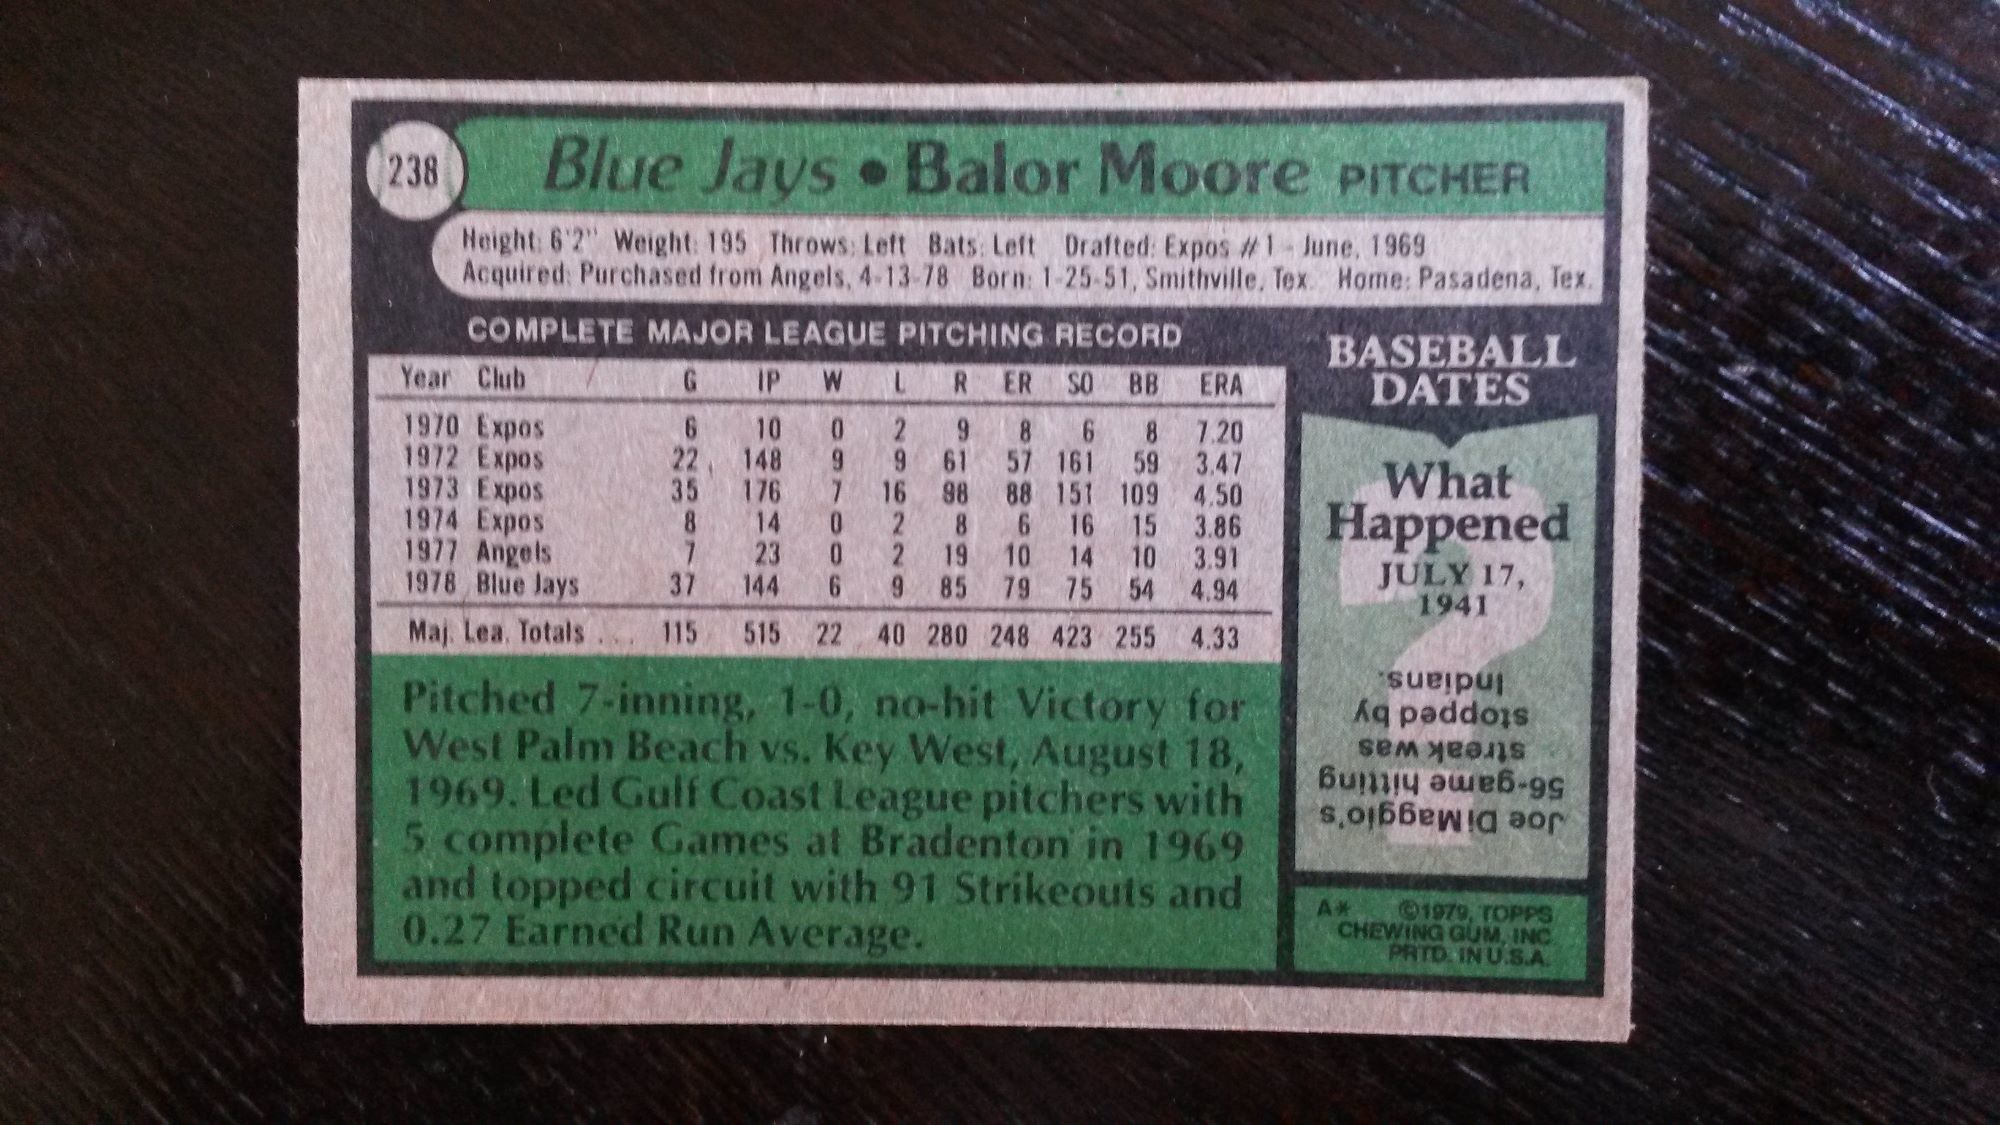 238
Blue Jays • Balor Moore PITCHER
Height: 6'2" Weight: 195 Throws: Left Bats: Left Drafted: Expos #1 - June, 1969
Acquired: Purchased from Angels, 4-13-78 Born: 1-25-51, Smithville, Tex. Home: Pasadena, Tex.
COMPLETE MAJOR LEAGUE PITCHING RECORD
Year Club G IP W L R ER SO BB ERA
1970 Expos 6 10 0 2 9 8 6 8 7.20
1972 Expos 22 148 9 9 61 57 161 59 3.47
1973 Expos 35 176 7 16 98 88 151 109 4.50
1974 Expos 8 14 0 2 8 6 16 15 3.86
1977 Angels 7 23 0 2 19 10 14 10 3.91
1978 Blue Jays 37 144 6 9 85 79 75 54 4.94
Maj. Lea. Totals ... 115 515 22 40 280 248 423 255 4.33
Pitched 7-inning, 1-0, no-hit Victory for
West Palm Beach vs. Key West, August 18,
1969. Led Gulf Coast League pitchers with
5 complete Games at Bradenton in 1969
and topped circuit with 91 Strikeouts and
0.27 Earned Run Average.
BASEBALL
DATES
What
Happened
JULY 17,
1941
?
Joe DiMaggio's
56-game hitting
streak was
stopped by
Indians.
A* ©1979, TOPPS
CHEWING GUM, INC.
PRTD. IN U.S.A.